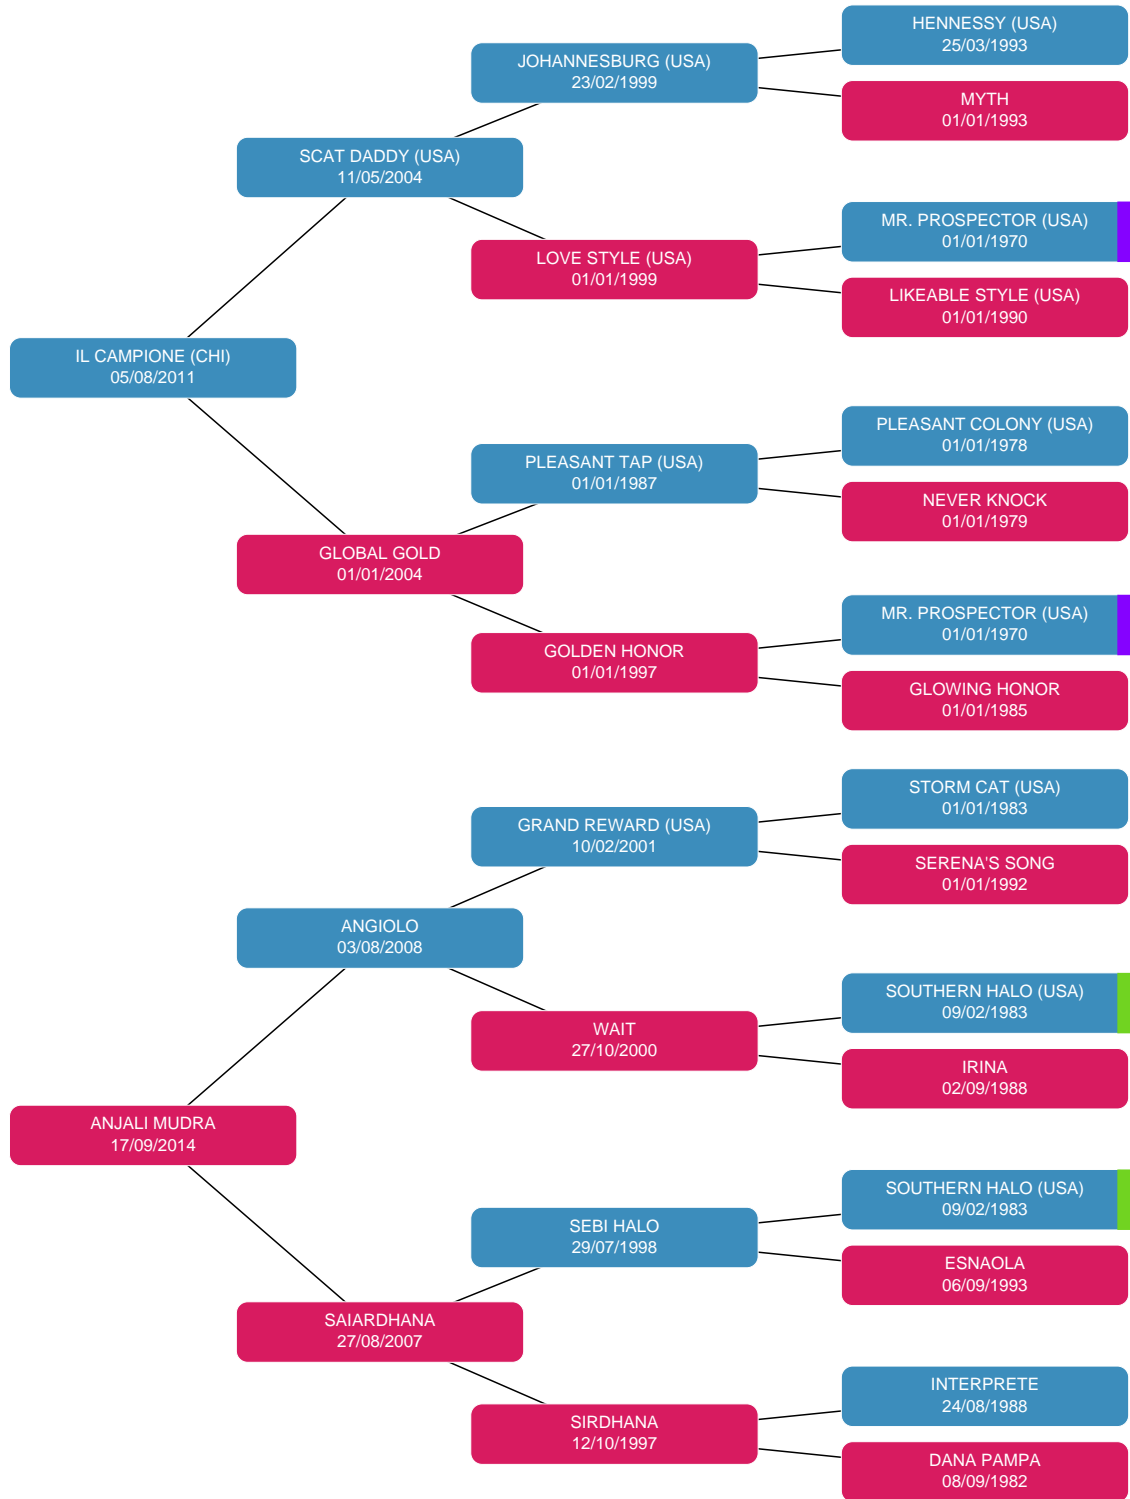 HENNESSY (USA)
25/03/1993
JOHANNESBURG (USA)
23/02/1999
MYTH
01/01/1993
SCAT DADDY (USA)
11/05/2004
MR. PROSPECTOR (USA)
01/01/1970
LOVE STYLE (USA)
01/01/1999
LIKEABLE STYLE (USA)
01/01/1990
IL CAMPIONE (CHI)
05/08/2011
PLEASANT COLONY (USA)
01/01/1978
PLEASANT TAP (USA)
01/01/1987
NEVER KNOCK
01/01/1979
GLOBAL GOLD
01/01/2004
MR. PROSPECTOR (USA)
01/01/1970
GOLDEN HONOR
01/01/1997
GLOWING HONOR
01/01/1985
STORM CAT (USA)
01/01/1983
GRAND REWARD (USA)
10/02/2001
SERENA'S SONG
01/01/1992
ANGIOLO
03/08/2008
SOUTHERN HALO (USA)
09/02/1983
WAIT
27/10/2000
IRINA
02/09/1988
ANJALI MUDRA
17/09/2014
SOUTHERN HALO (USA)
09/02/1983
SEBI HALO
29/07/1998
ESNAOLA
06/09/1993
SAIARDHANA
27/08/2007
INTERPRETE
24/08/1988
SIRDHANA
12/10/1997
DANA PAMPA
08/09/1982